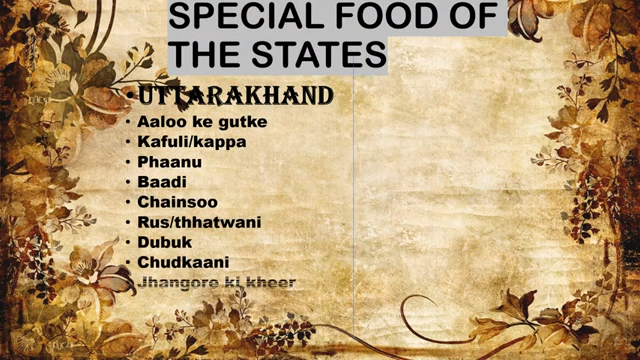 SPECIAL FOOD OF
THE STATES
• UTTARAKHAND
• Aaloo ke gutke
• Kafuli/kappa
• Phaanu
• Baadi
• Chainsoo
• Rus/thhatwani
• Dubuk
• Chudkaani
• Jhangore ki kheer